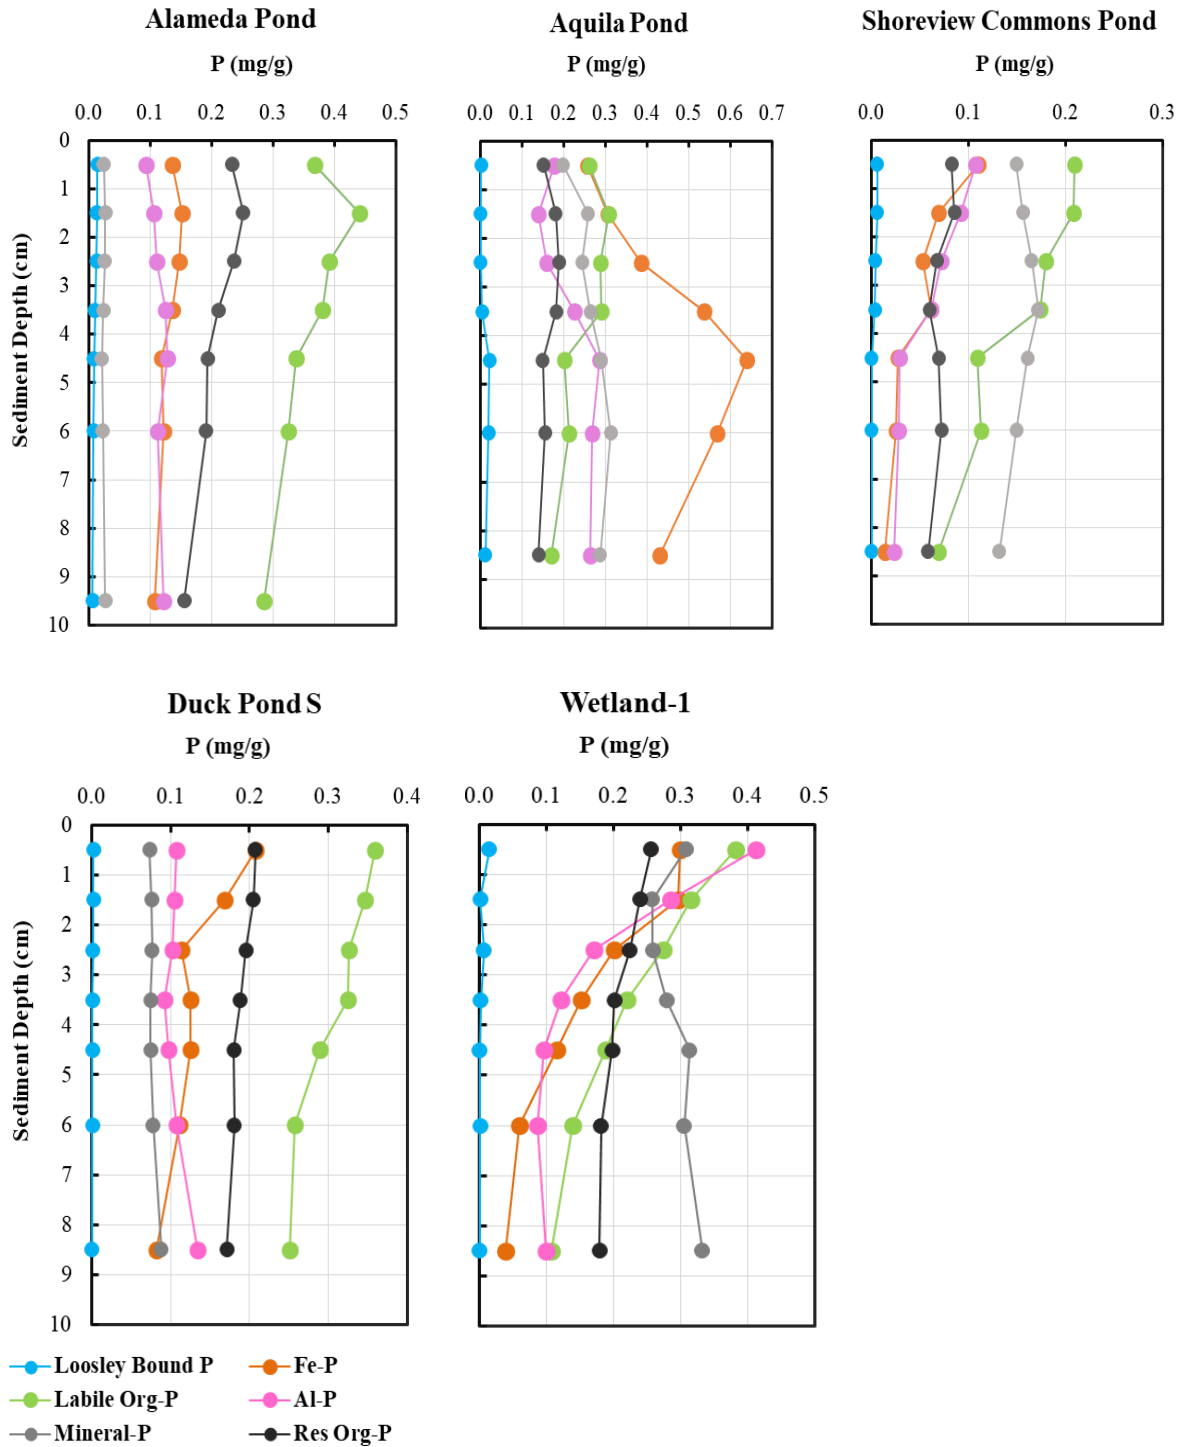 Alameda Pond
Aquila Pond
Shoreview Commons Pond
P (mg/g)
P (mg/g)
P (mg/g)
0.0 0.1 0.2 0.3 0.4 0.5
0.0 0.1 0.2 0.3 0.4 0.5 0.6 0.7
0.0 0.1 0.2 0.3
0
1
2
3
4
5
6
7
8
9
10
Sediment Depth (cm)
Duck Pond S
Wetland-1
P (mg/g)
P (mg/g)
0.0 0.1 0.2 0.3 0.4
0.0 0.1 0.2 0.3 0.4 0.5
0
1
2
3
4
5
6
7
8
9
10
Sediment Depth (cm)
Loosley Bound P
Fe-P
Labile Org-P
Al-P
Mineral-P
Res Org-P